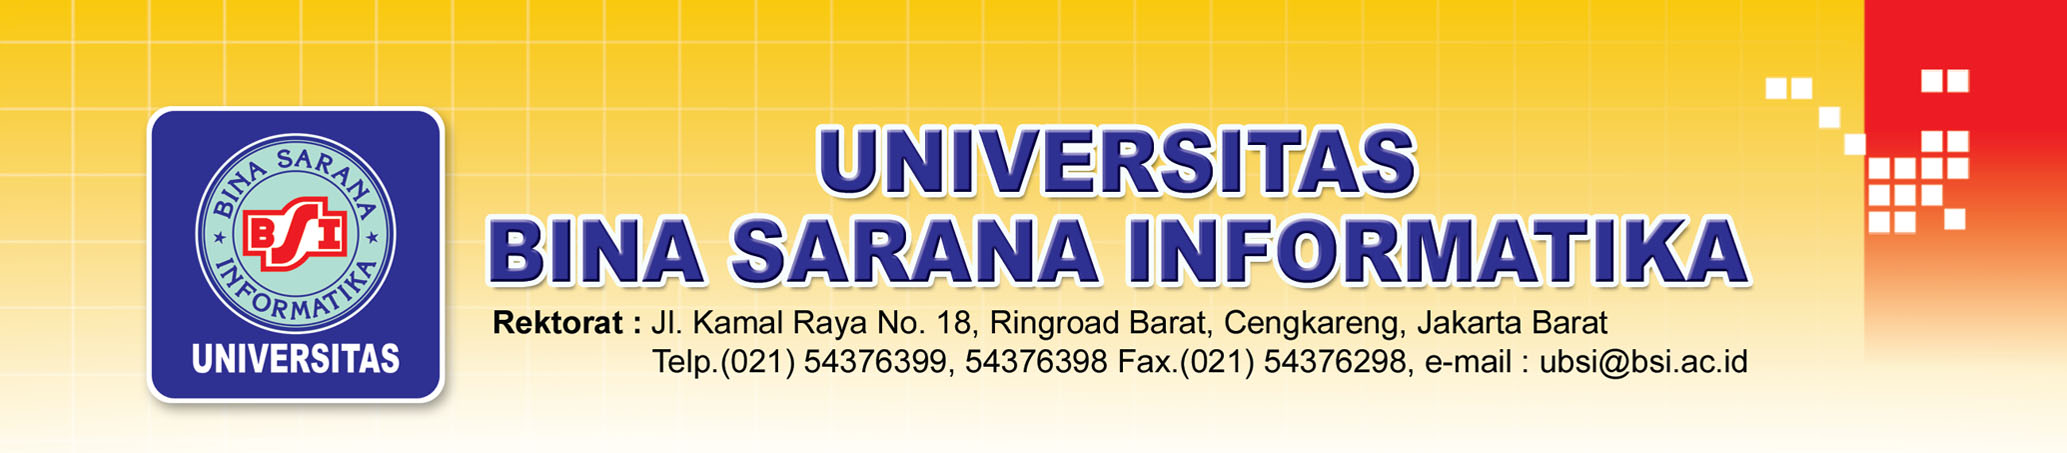 BINA SARANA
BSI
INFORMATIKA
UNIVERSITAS
UNIVERSITAS
BINA SARANA INFORMATIKA
Rektorat : Jl. Kamal Raya No. 18, Ringroad Barat, Cengkareng, Jakarta Barat
Telp.(021) 54376399, 54376398 Fax.(021) 54376298, e-mail : ubsi@bsi.ac.id